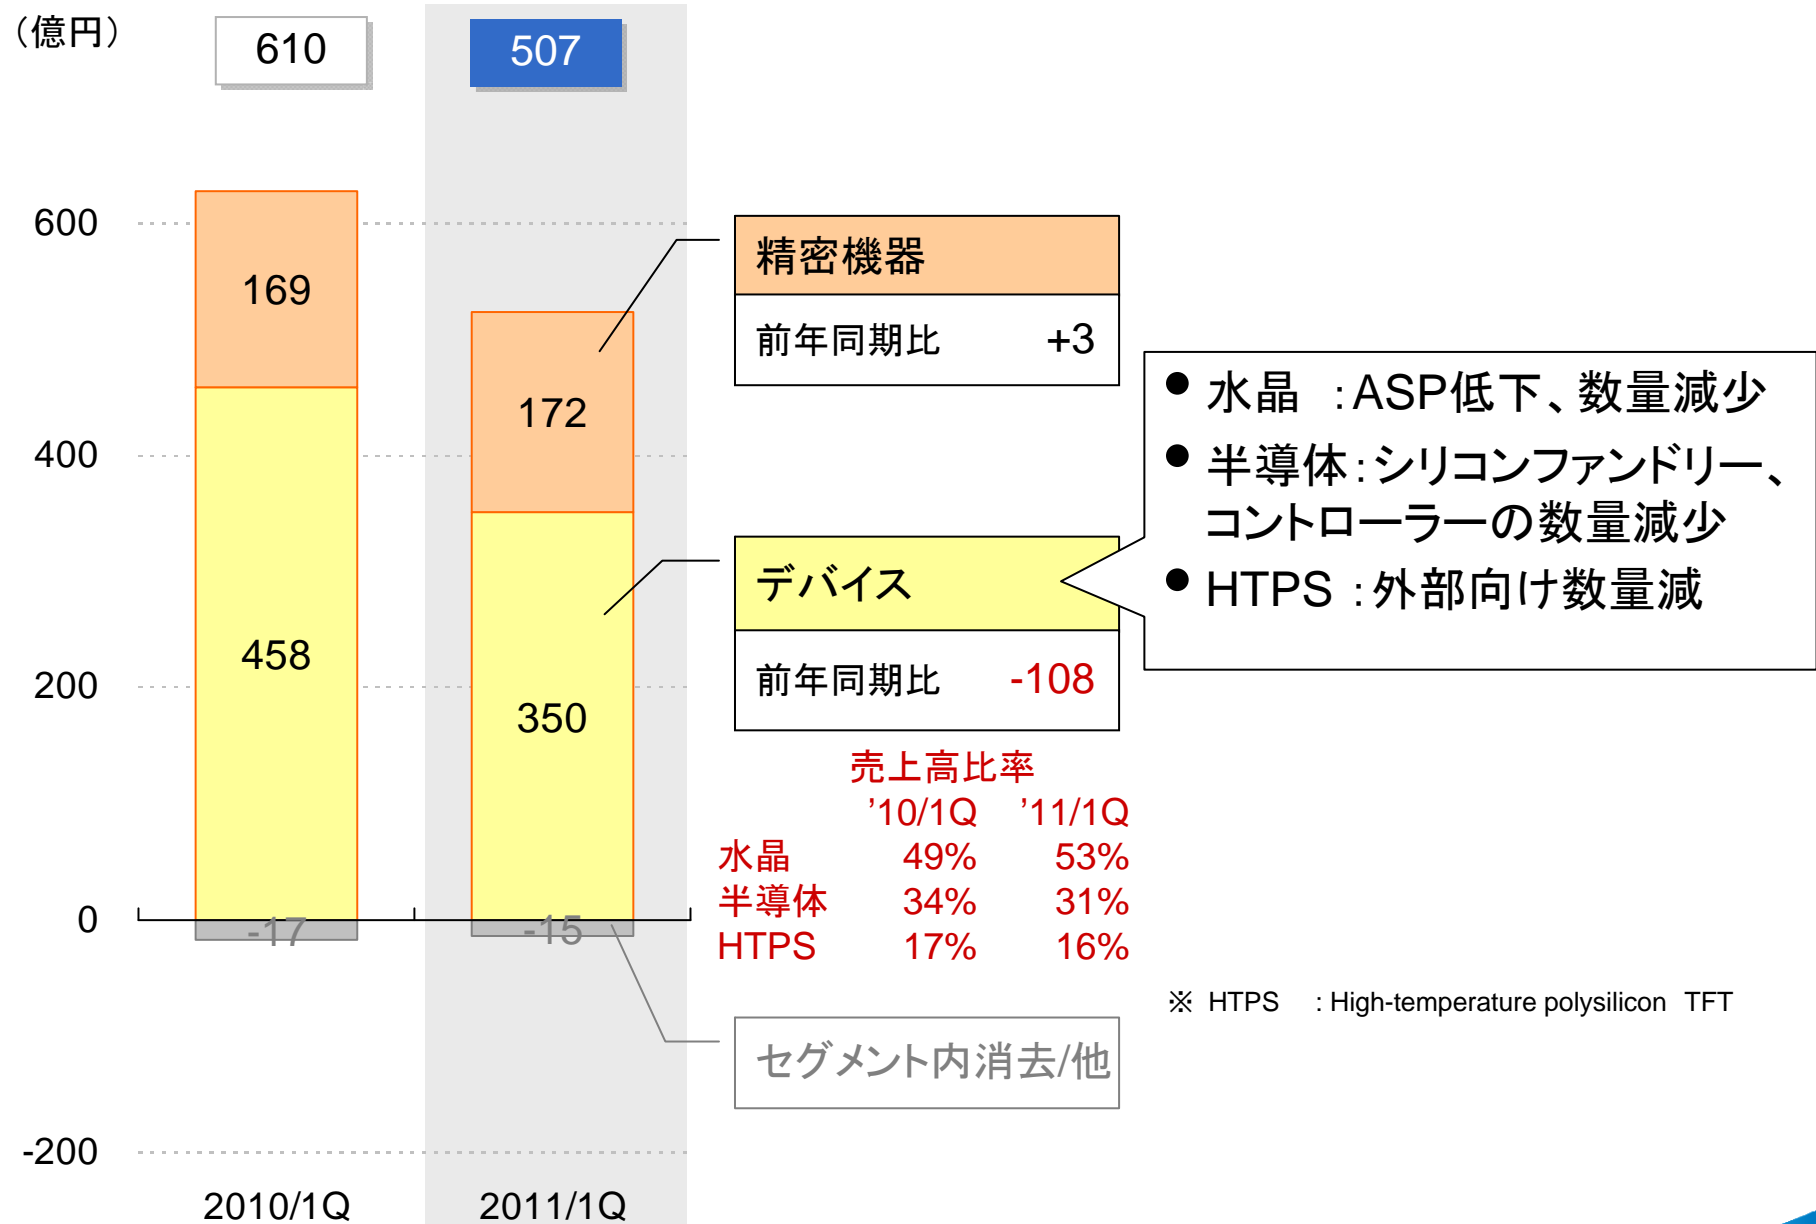 （億円）
610
507
600
400
200
0
-200
169
458
-17
172
350
-15
2010/1Q
2011/1Q
精密機器
前年同期比 +3
デバイス
前年同期比 -108
● 水晶 ：ASP低下、数量減少
● 半導体：シリコンファンドリー、
コントローラーの数量減少
● HTPS ：外部向け数量減
売上高比率
’10/1Q ’11/1Q
水晶 49% 53%
半導体 34% 31%
HTPS 17% 16%
セグメント内消去/他
※ HTPS ：High-temperature polysilicon TFT